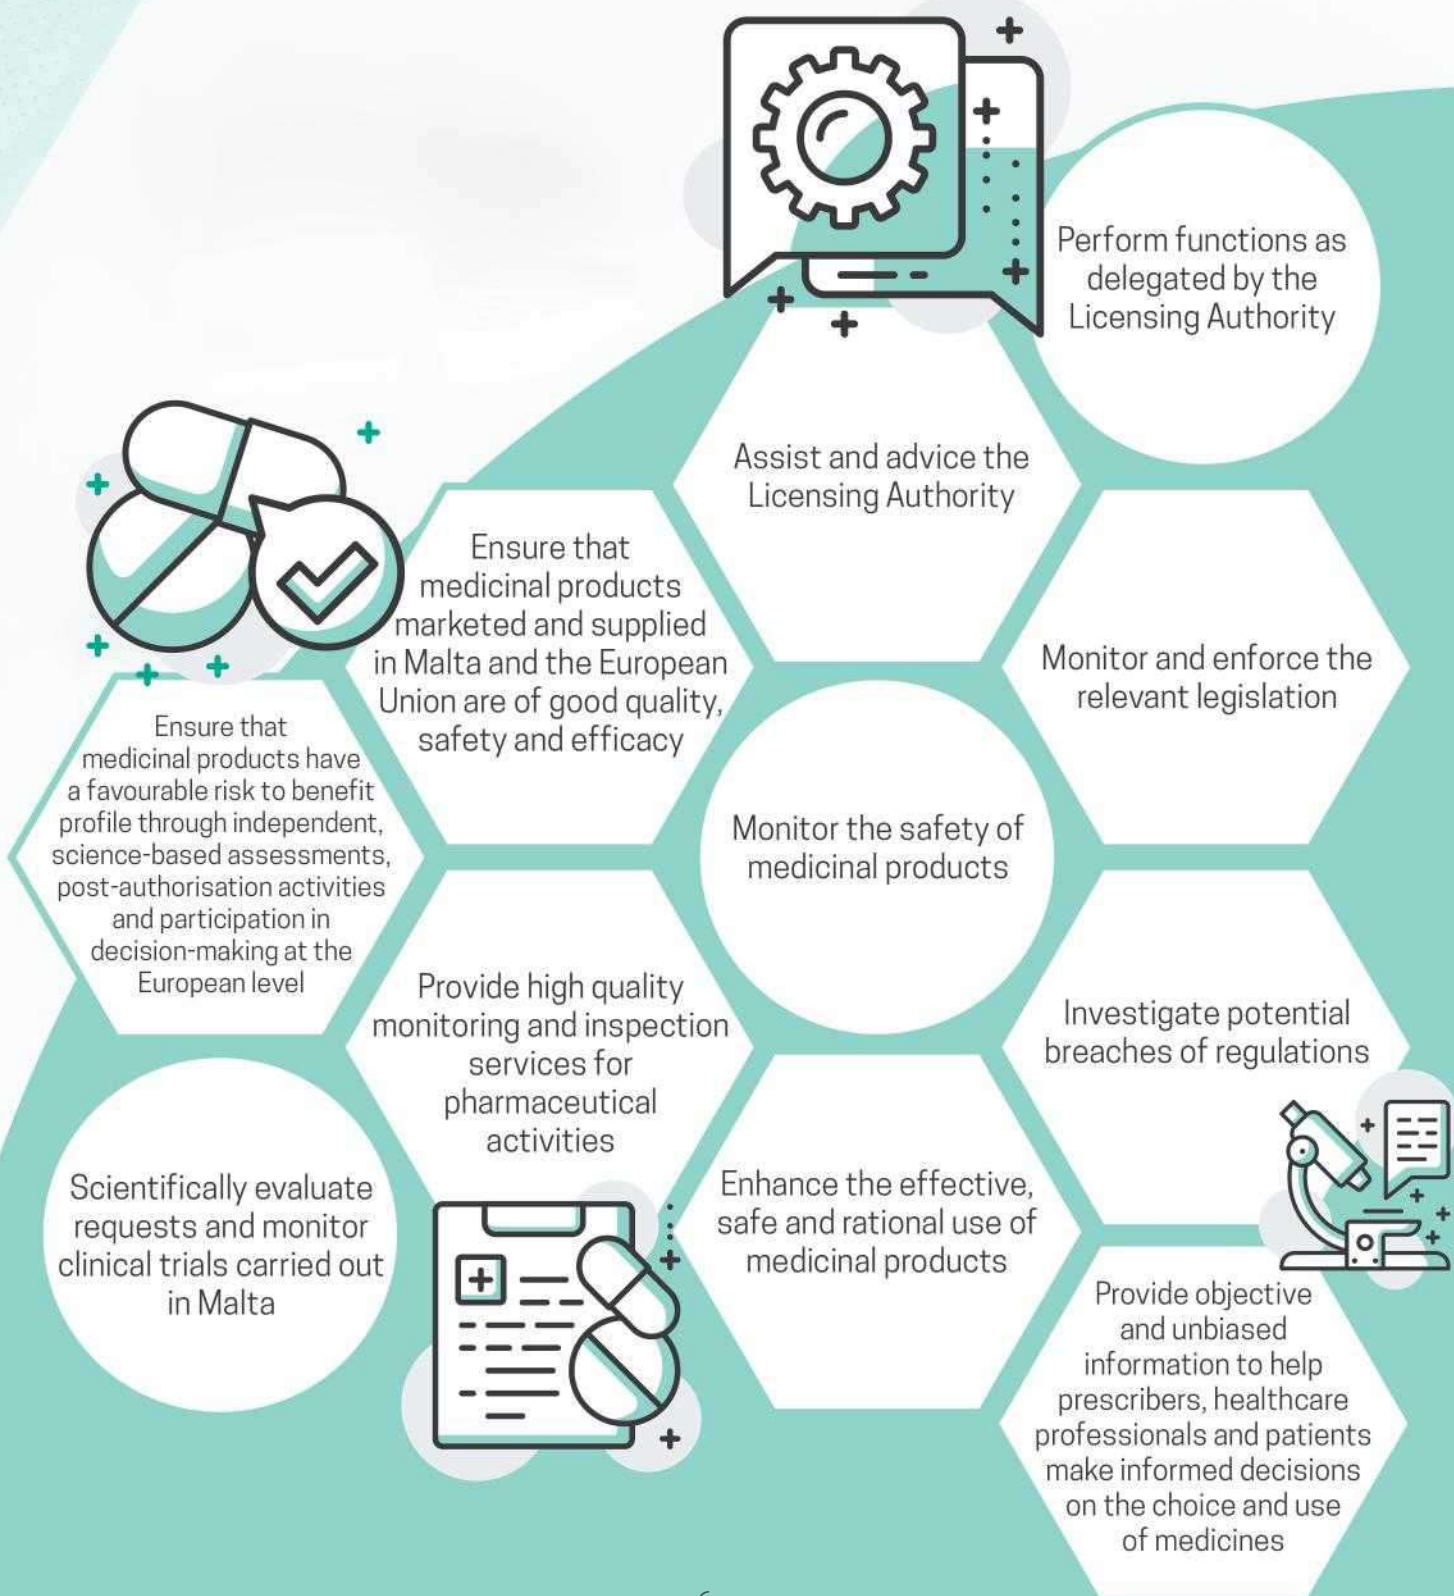 Perform functions as
delegated by the
Licensing Authority
Assist and advice the
Licensing Authority
Ensure that
medicinal products
marketed and supplied
in Malta and the European
Union are of good quality,
safety and efficacy
Monitor and enforce the
relevant legislation
Ensure that
medicinal products have
a favourable risk to benefit
profile through independent,
science-based assessments,
post-authorisation activities
and participation in
decision-making at the
European level
Monitor the safety of
medicinal products
Provide high quality
monitoring and inspection
services for
pharmaceutical
activities
Investigate potential
breaches of regulations
Scientifically evaluate
requests and monitor
clinical trials carried out
in Malta
Enhance the effective,
safe and rational use of
medicinal products
Provide objective
and unbiased
information to help
prescribers, healthcare
professionals and patients
make informed decisions
on the choice and use
of medicines